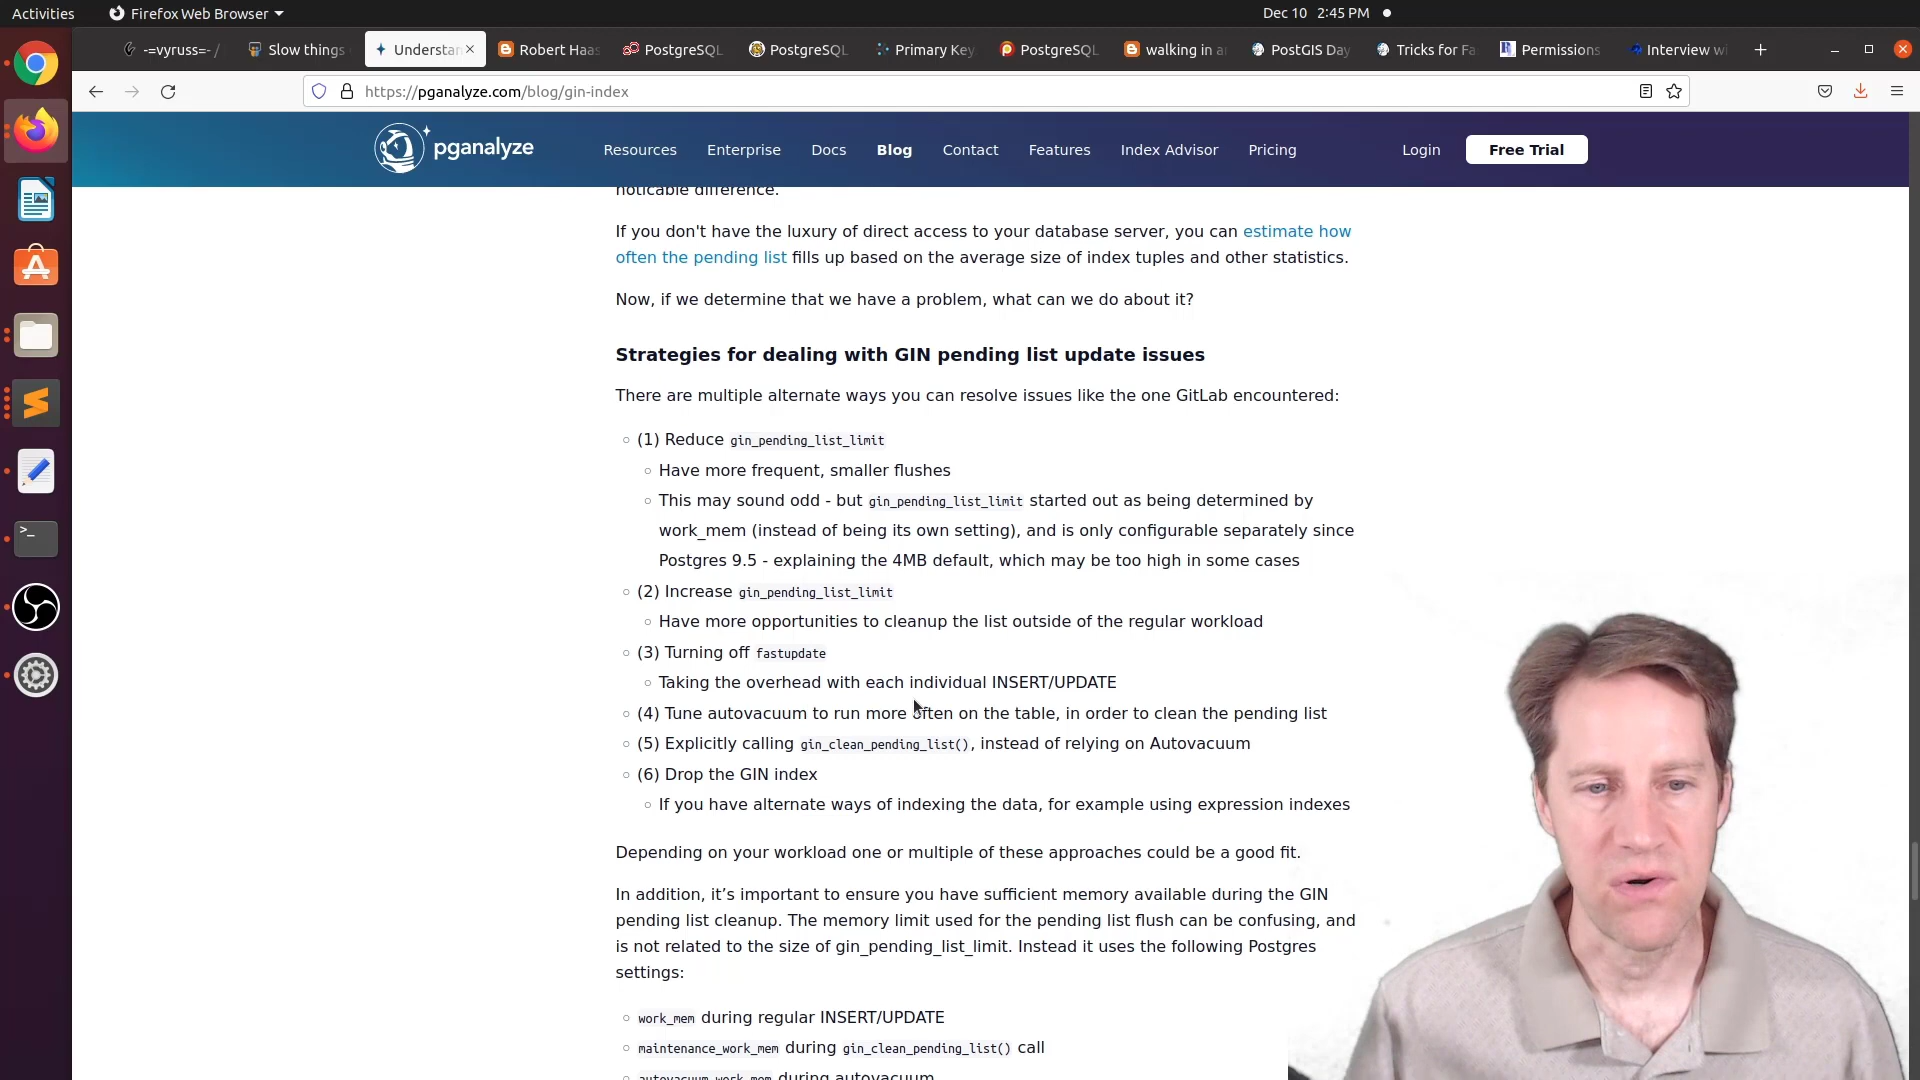 Activities
Firefox Web Browser
Dec 10 2:45 PM
-=vyruss=- /
Slow things
Understan
Robert Haas
PostgreSQL
PostgreSQL
Primary Key
PostgreSQL
walking in a
PostGIS Day
Tricks for Fa
Permissions
Interview wi
https://pganalyze.com/blog/gin-index
pganalyze
Resources
Enterprise
Docs
Blog
Contact
Features
Index Advisor
Pricing
Login
Free Trial
noticable difference.
If you don't have the luxury of direct access to your database server, you can estimate how
often the pending list fills up based on the average size of index tuples and other statistics.
Now, if we determine that we have a problem, what can we do about it?
Strategies for dealing with GIN pending list update issues
There are multiple alternate ways you can resolve issues like the one GitLab encountered:
(1) Reduce gin_pending_list_limit
Have more frequent, smaller flushes
This may sound odd - but gin_pending_list_limit started out as being determined by
work_mem (instead of being its own setting), and is only configurable separately since
Postgres 9.5 - explaining the 4MB default, which may be too high in some cases
(2) Increase gin_pending_list_limit
Have more opportunities to cleanup the list outside of the regular workload
(3) Turning off fastupdate
Taking the overhead with each individual INSERT/UPDATE
(4) Tune autovacuum to run more often on the table, in order to clean the pending list
(5) Explicitly calling gin_clean_pending_list(), instead of relying on Autovacuum
(6) Drop the GIN index
If you have alternate ways of indexing the data, for example using expression indexes
Depending on your workload one or multiple of these approaches could be a good fit.
In addition, it's important to ensure you have sufficient memory available during the GIN
pending list cleanup. The memory limit used for the pending list flush can be confusing, and
is not related to the size of gin_pending_list_limit. Instead it uses the following Postgres
settings:
work_mem during regular INSERT/UPDATE
maintenance_work_mem during gin_clean_pending_list() call
autovacuum_work_mem during autovacuum